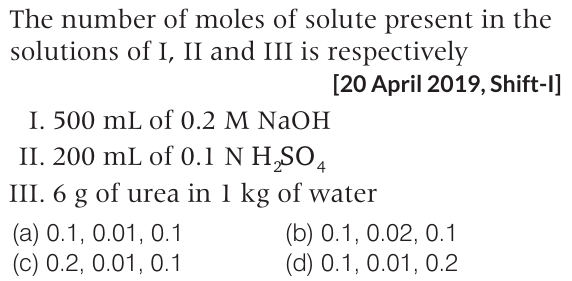 The number of moles of solute present in the
solutions of I, II and III is respectively
[20 April 2019, Shift-I]
I. 500 mL of 0.2 M NaOH
II. 200 mL of 0.1 N H₂SO₄
III. 6 g of urea in 1 kg of water
(a) 0.1, 0.01, 0.1 (b) 0.1, 0.02, 0.1
(c) 0.2, 0.01, 0.1 (d) 0.1, 0.01, 0.2